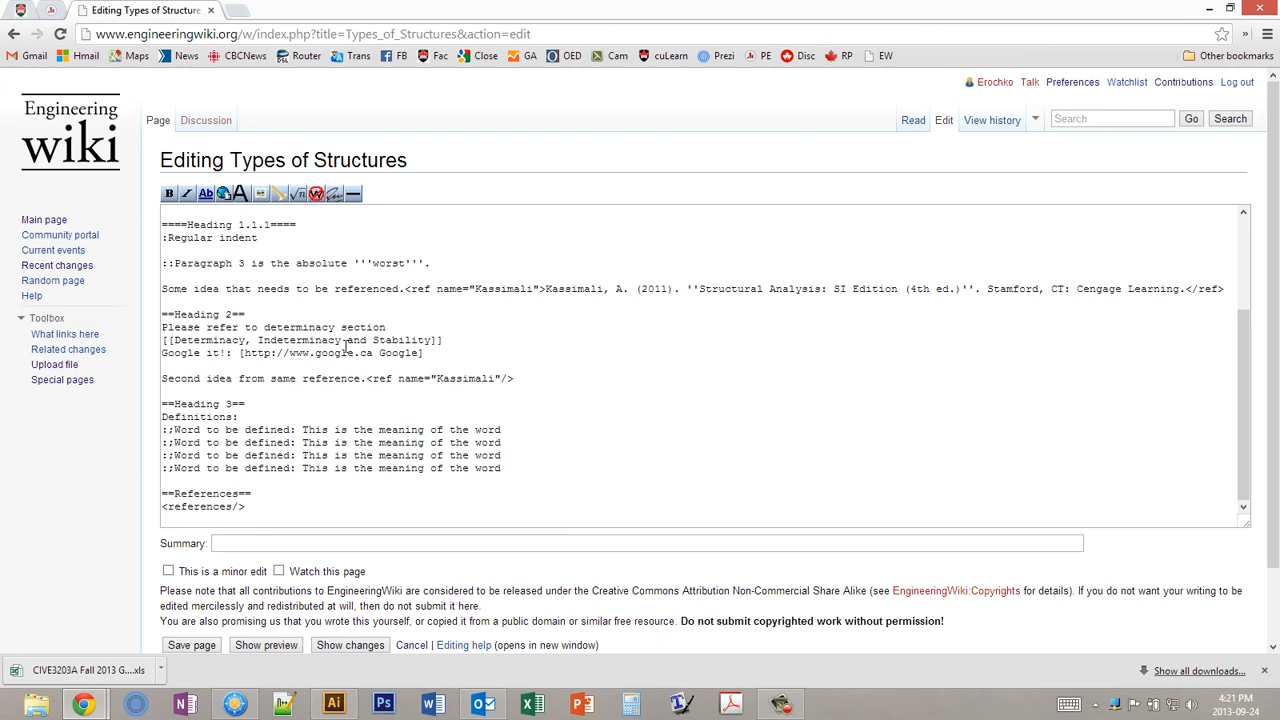 Editing Types of Structures ×
www.engineeringwiki.org/w/index.php?title=Types_of_Structures&action=edit
Gmail Hmail Maps News CBCNews Router Trans FB Fac Close GA OED Cam cuLearn Prezi PE Disc RP EW Other bookmarks
Erochko Talk Preferences Watchlist Contributions Log out
Engineering
wiki
Page Discussion Read Edit View history Search Go Search
Editing Types of Structures
B I Ab A √n W
Main page
Community portal
Current events
Recent changes
Random page
Help
Toolbox
What links here
Related changes
Upload file
Special pages
====Heading 1.1.1====
:Regular indent
::Paragraph 3 is the absolute '''worst'''.
Some idea that needs to be referenced.<ref name="Kassimali">Kassimali, A. (2011). ''Structural Analysis: SI Edition (4th ed.)''. Stamford, CT: Cengage Learning.</ref>
==Heading 2==
Please refer to determinacy section
[[Determinacy, Indeterminacy and Stability]]
Google it!: [http://www.google.ca Google]
Second idea from same reference.<ref name="Kassimali"/>
==Heading 3==
Definitions:
:;Word to be defined: This is the meaning of the word
:;Word to be defined: This is the meaning of the word
:;Word to be defined: This is the meaning of the word
:;Word to be defined: This is the meaning of the word
==References==
<references/>
Summary:
This is a minor edit Watch this page
Please note that all contributions to EngineeringWiki are considered to be released under the Creative Commons Attribution Non-Commercial Share Alike (see EngineeringWiki:Copyrights for details). If you do not want your writing to be
edited mercilessly and redistributed at will, then do not submit it here.
You are also promising us that you wrote this yourself, or copied it from a public domain or similar free resource. Do not submit copyrighted work without permission!
Save page Show preview Show changes Cancel | Editing help (opens in new window)
CIVE3203A Fall 2013 G....xls Show all downloads...
4:21 PM
2013-09-24